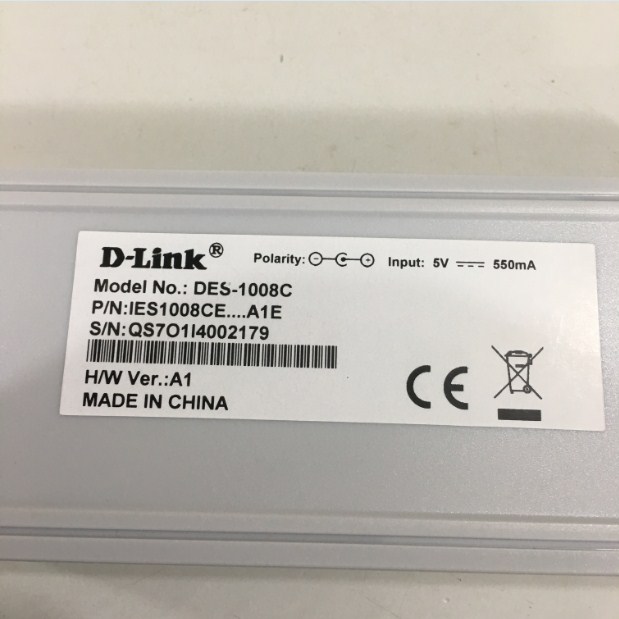 D-Link®
Polarity: Input: 5V 550mA
Model No.: DES-1008C
P/N:IES1008CE....A1E
S/N:QS7O1I4002179
H/W Ver.:A1
MADE IN CHINA
CE